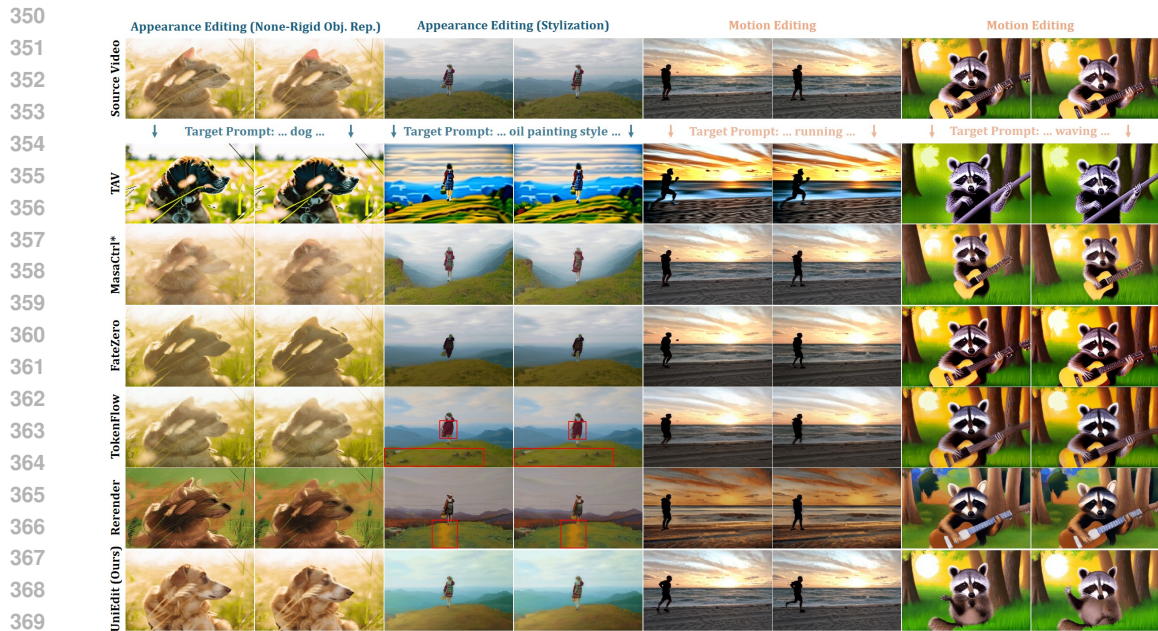 350
Appearance Editing (None-Rigid Obj. Rep.) Appearance Editing (Stylization) Motion Editing Motion Editing
351
Source Video
352
353
↓ Target Prompt: ... dog ... ↓ ↓ Target Prompt: ... oil painting style ... ↓ ↓ Target Prompt: ... running ... ↓ ↓ Target Prompt: ... waving ... ↓
354
TAV
355
356
357
MasaCtrl*
358
359
FateZero
360
361
362
TokenFlow
363
364
Rerender
365
366
367
UniEdit (Ours)
368
369